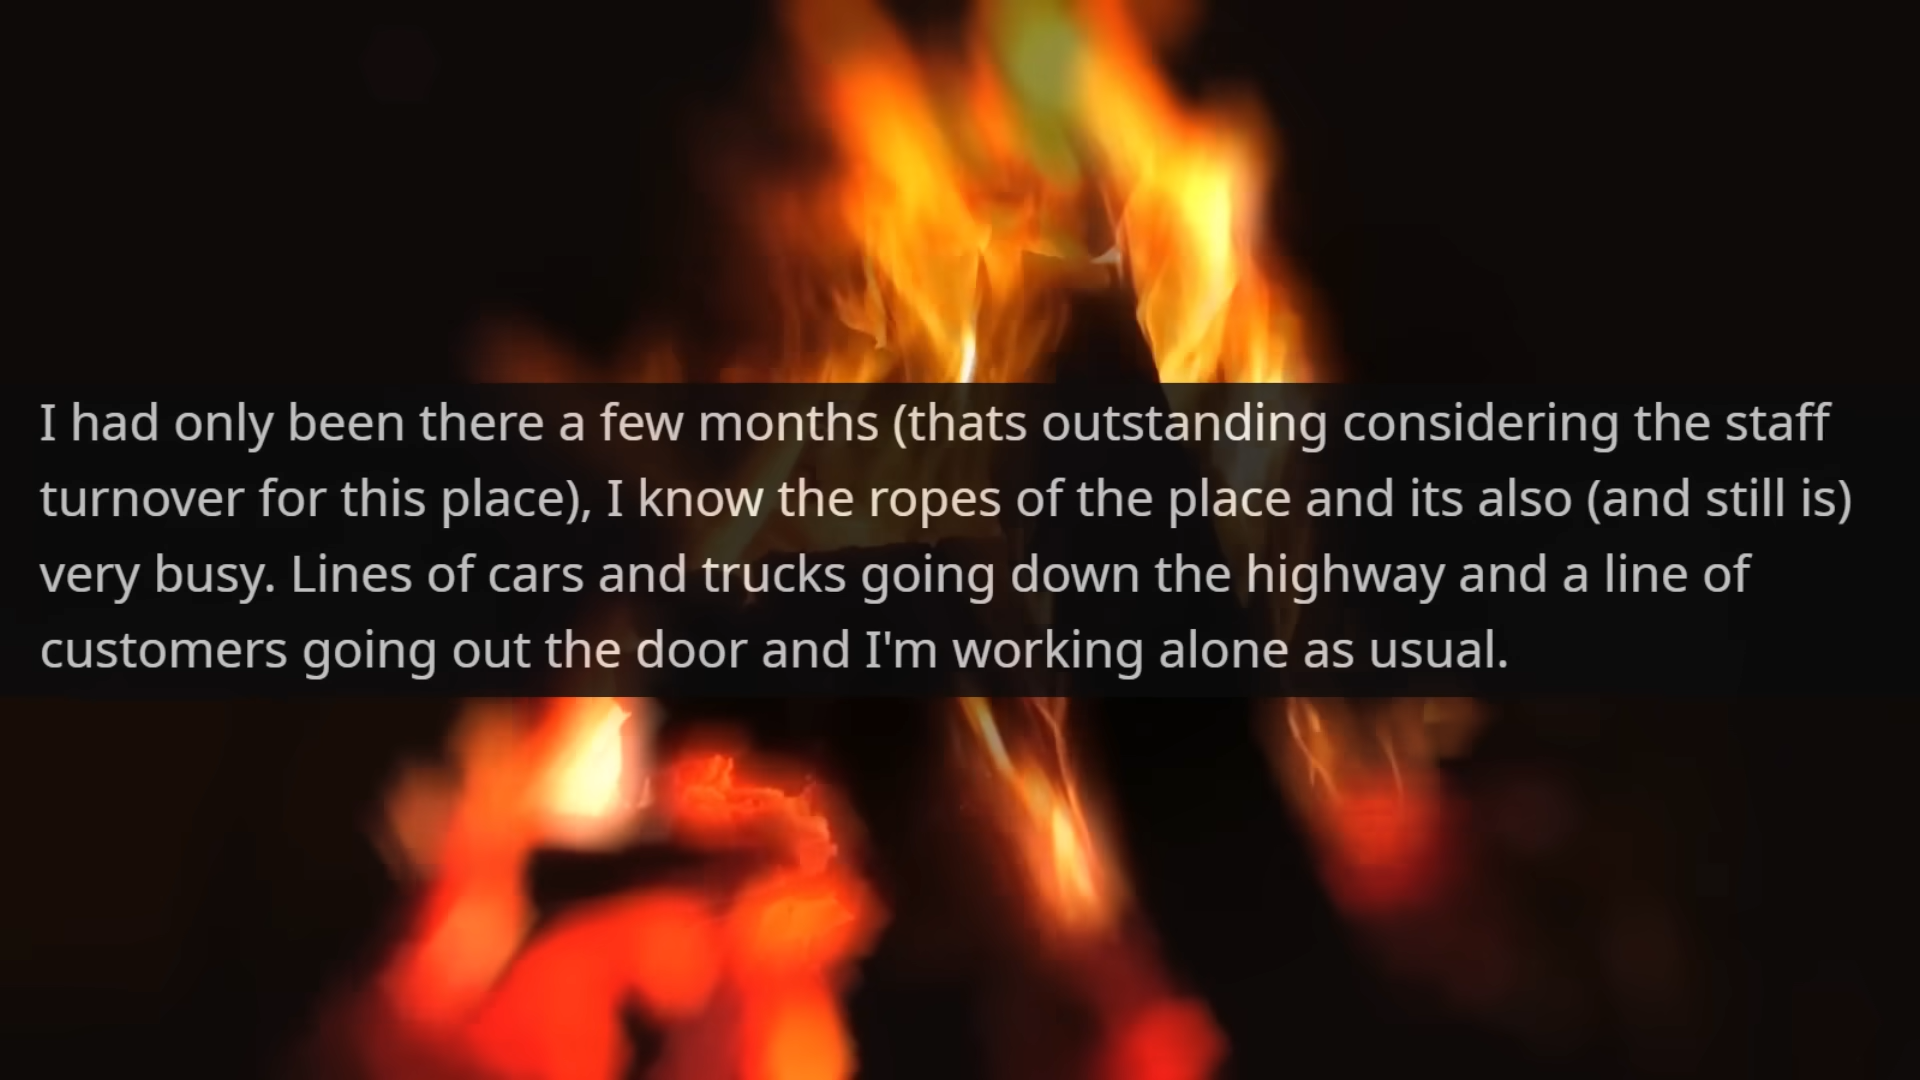 I had only been there a few months (thats outstanding considering the staff
turnover for this place), I know the ropes of the place and its also (and still is)
very busy. Lines of cars and trucks going down the highway and a line of
customers going out the door and I'm working alone as usual.